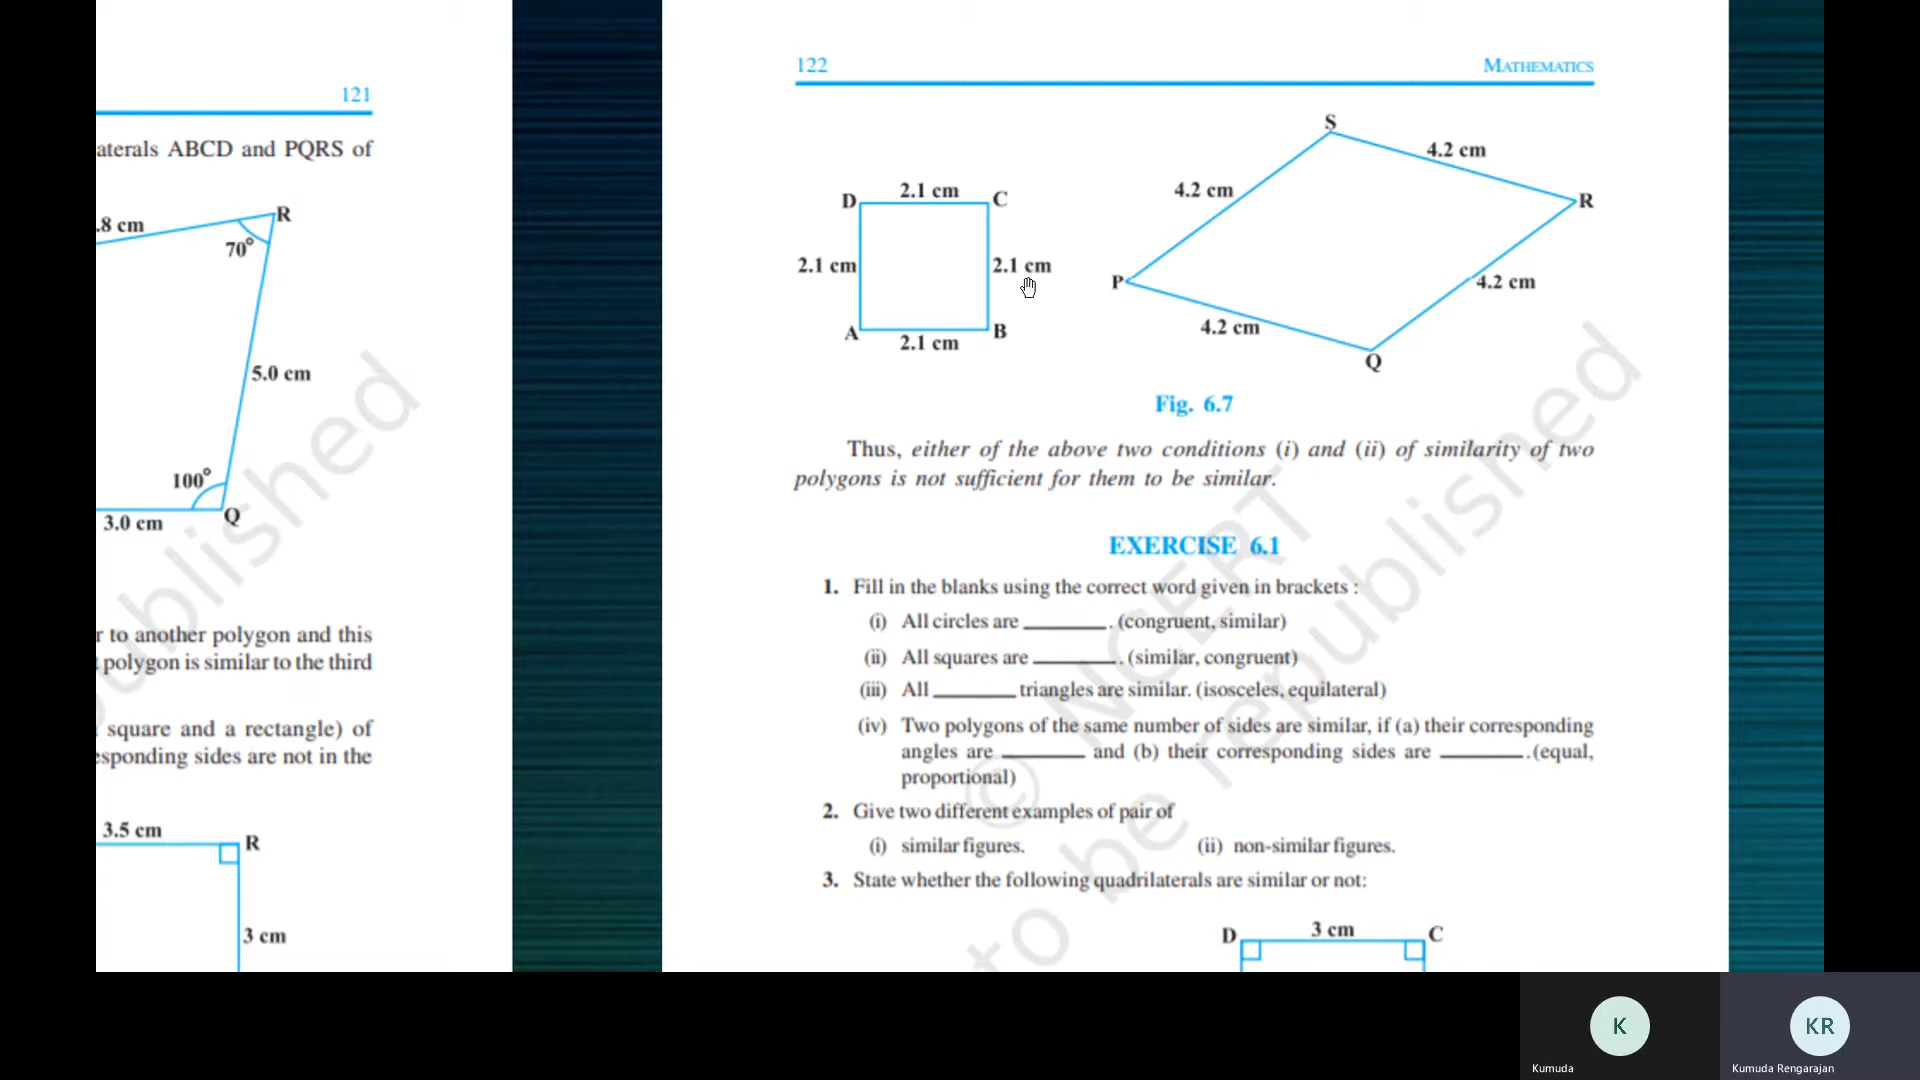 121
aterals ABCD and PQRS of
.8 cm
R
70°
5.0 cm
100°
3.0 cm
Q
r to another polygon and this
polygon is similar to the third
square and a rectangle) of
esponding sides are not in the
3.5 cm
R
3 cm
122
MATHEMATICS
S
4.2 cm
D
2.1 cm
C
4.2 cm
R
2.1 cm
2.1 cm
P
4.2 cm
A
B
2.1 cm
4.2 cm
Q
Fig. 6.7
Thus, either of the above two conditions (i) and (ii) of similarity of two
polygons is not sufficient for them to be similar.
EXERCISE 6.1
1. Fill in the blanks using the correct word given in brackets :
(i) All circles are ________. (congruent, similar)
(ii) All squares are ________. (similar, congruent)
(iii) All ________ triangles are similar. (isosceles, equilateral)
(iv) Two polygons of the same number of sides are similar, if (a) their corresponding
angles are ________ and (b) their corresponding sides are ________. (equal,
proportional)
2. Give two different examples of pair of
(i) similar figures. (ii) non-similar figures.
3. State whether the following quadrilaterals are similar or not:
D
3 cm
C
ublished
© NCERT
to be republished
K
Kumuda
KR
Kumuda Rengarajan